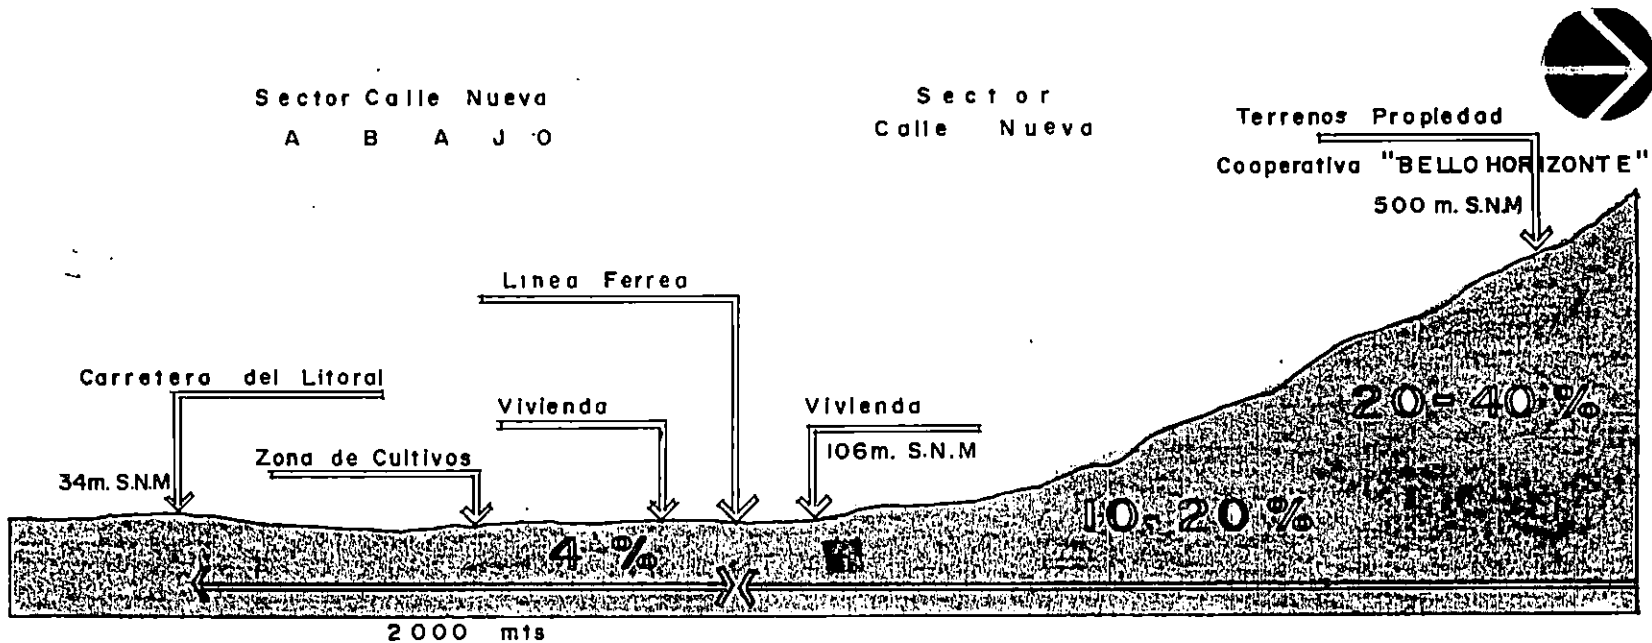 Sector Calle Nueva
A B A J O
Sector
Calle Nueva
Terrenos Propiedad
Cooperativa "BELLO HORIZONTE"
500 m. S.N.M
Linea Ferrea
Carretera del Litoral
Vivienda
Vivienda
106m. S.N.M
Zona de Cultivos
34m. S.N.M
20-40%
10-20%
4-%
2000 mts